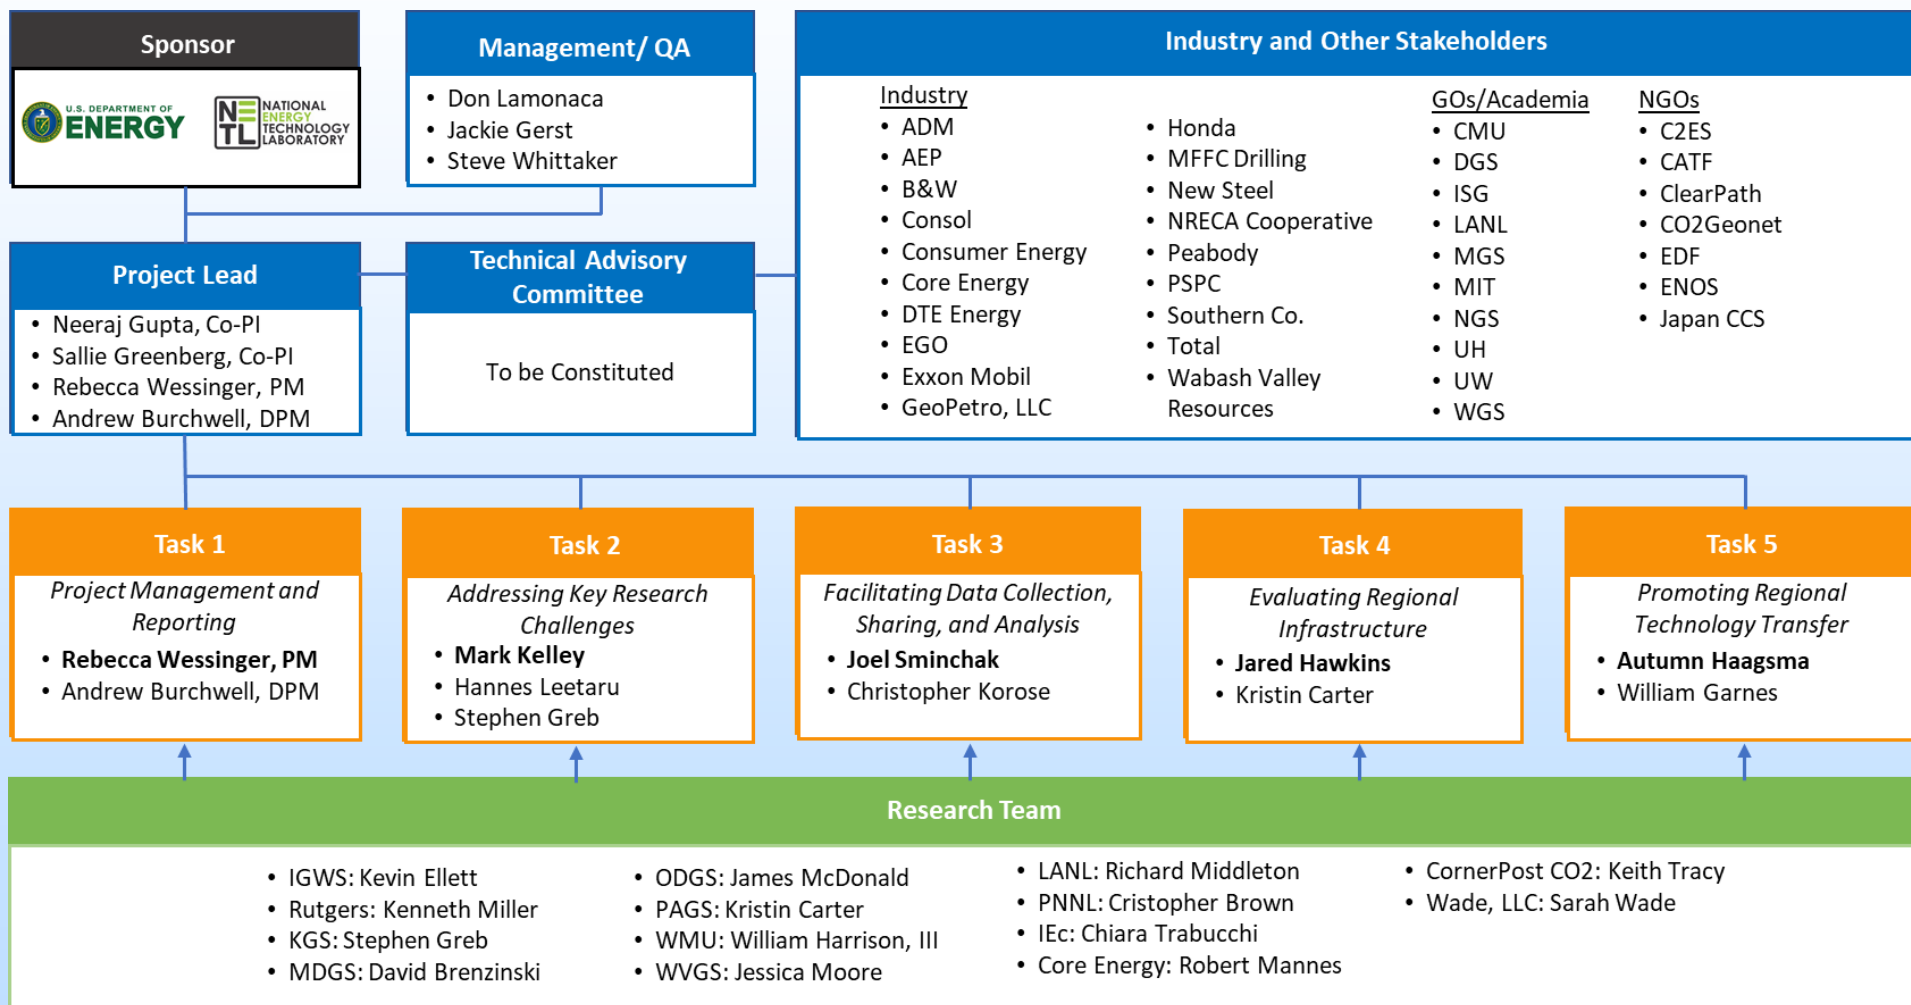 Sponsor
U.S. DEPARTMENT OF
ENERGY
NE
TL
NATIONAL
ENERGY
TECHNOLOGY
LABORATORY
Management/ QA
• Don Lamonaca
• Jackie Gerst
• Steve Whittaker
Industry and Other Stakeholders
Industry
• ADM
• AEP
• B&W
• Consol
• Consumer Energy
• Core Energy
• DTE Energy
• EGO
• Exxon Mobil
• GeoPetro, LLC
• Honda
• MFFC Drilling
• New Steel
• NRECA Cooperative
• Peabody
• PSPC
• Southern Co.
• Total
• Wabash Valley
Resources
GOs/Academia
• CMU
• DGS
• ISG
• LANL
• MGS
• MIT
• NGS
• UH
• UW
• WGS
NGOs
• C2ES
• CATF
• ClearPath
• CO2Geonet
• EDF
• ENOS
• Japan CCS
Project Lead
• Neeraj Gupta, Co-PI
• Sallie Greenberg, Co-PI
• Rebecca Wessinger, PM
• Andrew Burchwell, DPM
Technical Advisory
Committee
To be Constituted
Task 1
Project Management and
Reporting
• Rebecca Wessinger, PM
• Andrew Burchwell, DPM
Task 2
Addressing Key Research
Challenges
• Mark Kelley
• Hannes Leetaru
• Stephen Greb
Task 3
Facilitating Data Collection,
Sharing, and Analysis
• Joel Sminchak
• Christopher Korose
Task 4
Evaluating Regional
Infrastructure
• Jared Hawkins
• Kristin Carter
Task 5
Promoting Regional
Technology Transfer
• Autumn Haagsma
• William Garnes
Research Team
• IGWS: Kevin Ellett
• Rutgers: Kenneth Miller
• KGS: Stephen Greb
• MDGS: David Brenzinski
• ODGS: James McDonald
• PAGS: Kristin Carter
• WMU: William Harrison, III
• WVGS: Jessica Moore
• LANL: Richard Middleton
• PNNL: Cristopher Brown
• IEc: Chiara Trabucchi
• Core Energy: Robert Mannes
• CornerPost CO2: Keith Tracy
• Wade, LLC: Sarah Wade